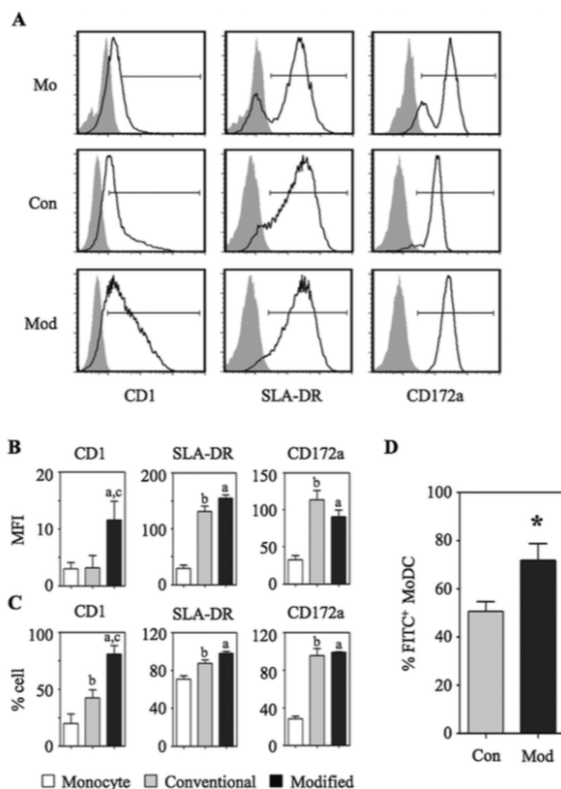 A
Mo
Con
Mod
CD1 SLA-DR CD172a
B
CD1 SLA-DR CD172a
MFI
20
10
0
a,c
200
150
100
0
b a
150
100
50
0
b a
C
CD1 SLA-DR CD172a
% cell
100
50
0
b a,c
120
80
40
0
b a
120
80
40
0
b a
Monocyte Conventional Modified
D
% FITC⁺ MoDC
100
80
60
40
20
0
*
Con Mod